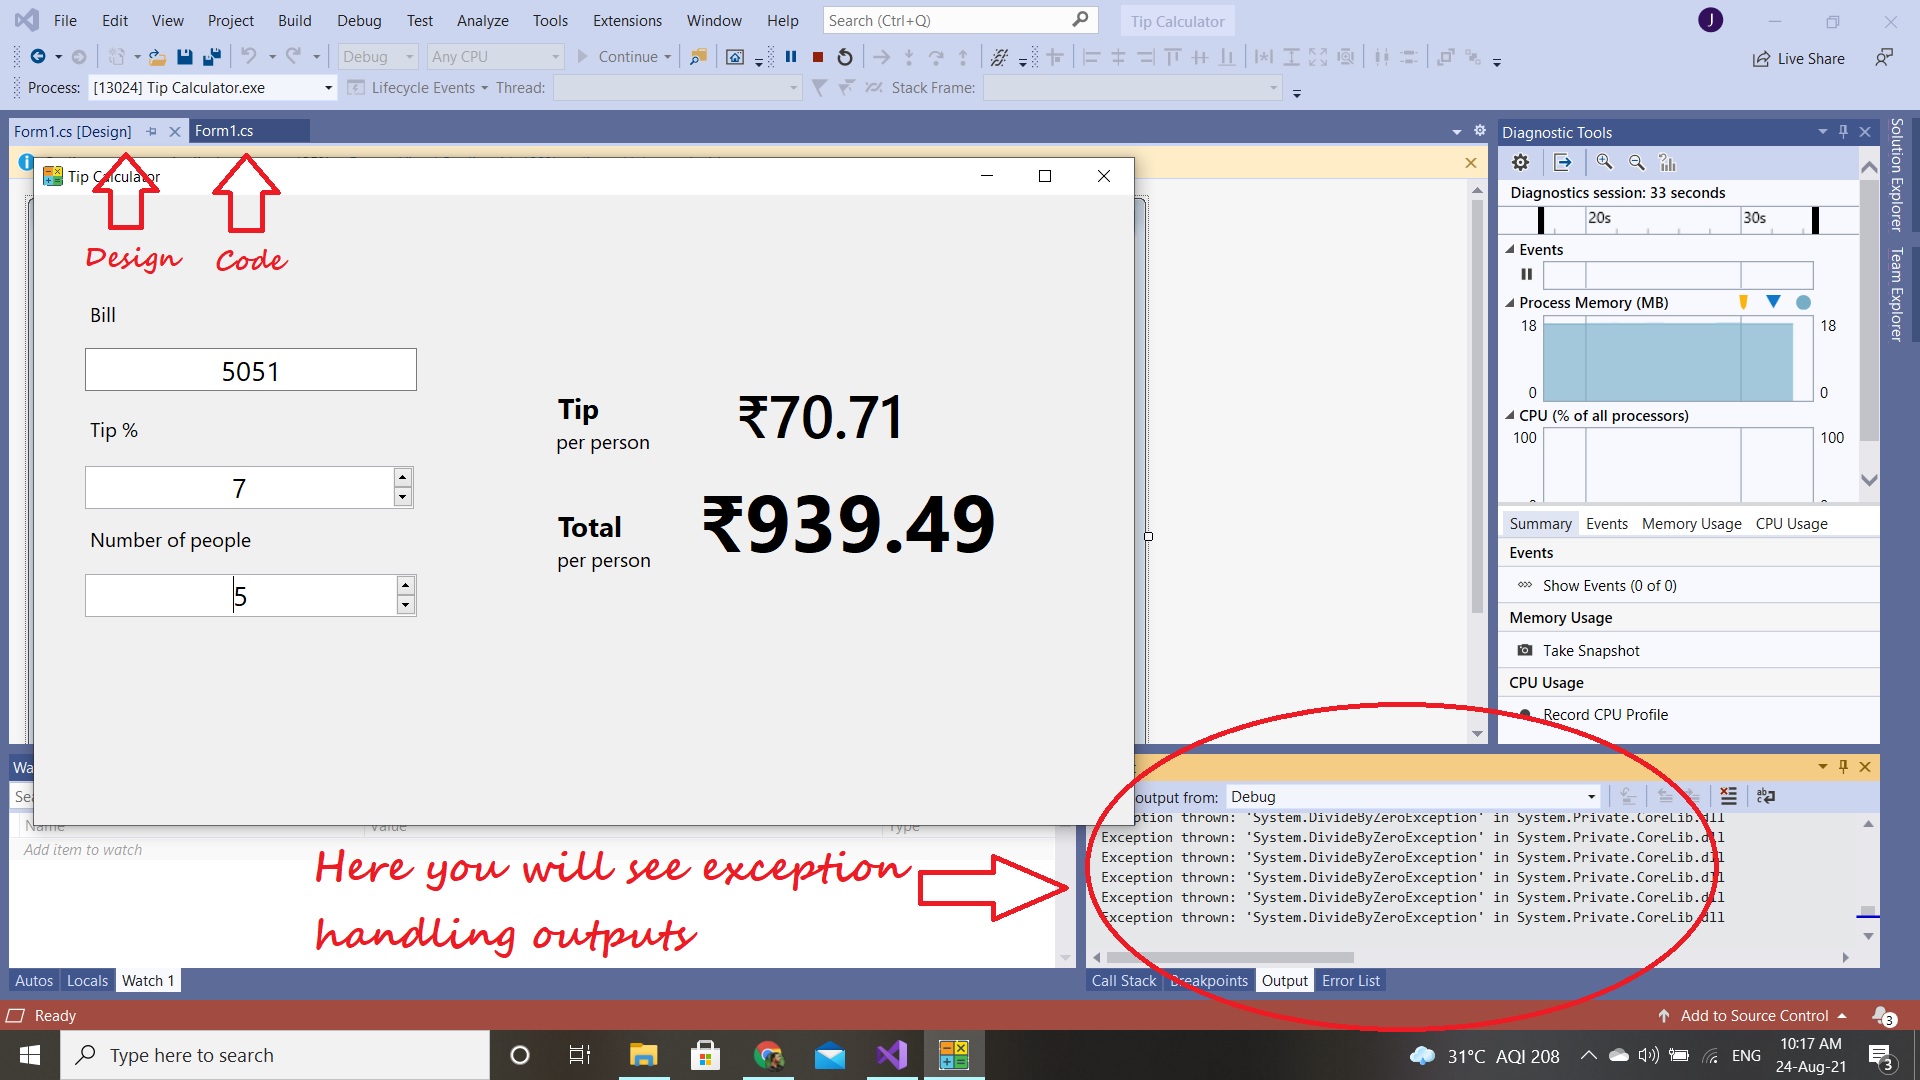 File Edit View Project Build Debug Test Analyze Tools Extensions Window Help Search (Ctrl+Q) Tip Calculator J
Debug Any CPU Continue Live Share
Process: [13024] Tip Calculator.exe Lifecycle Events Thread: Stack Frame:
Form1.cs [Design] Form1.cs
Tip Calculator
Design Code
Bill
5051
Tip %
7
Number of people
5
Tip
per person
₹70.71
Total
per person
₹939.49
Diagnostic Tools
Diagnostics session: 33 seconds
20s 30s
Events
Process Memory (MB)
18 18
0 0
CPU (% of all processors)
100 100
Summary Events Memory Usage CPU Usage
Events
Show Events (0 of 0)
Memory Usage
Take Snapshot
CPU Usage
Record CPU Profile
Solution Explorer
Team Explorer
Wa
Sea
Name Value Type
Add item to watch
Here you will see exception
handling outputs
Autos Locals Watch 1
output from: Debug
Exception thrown: 'System.DivideByZeroException' in System.Private.CoreLib.dll
Exception thrown: 'System.DivideByZeroException' in System.Private.CoreLib.dll
Exception thrown: 'System.DivideByZeroException' in System.Private.CoreLib.dll
Exception thrown: 'System.DivideByZeroException' in System.Private.CoreLib.dll
Exception thrown: 'System.DivideByZeroException' in System.Private.CoreLib.dll
Exception thrown: 'System.DivideByZeroException' in System.Private.CoreLib.dll
Call Stack Breakpoints Output Error List
Ready Add to Source Control 3
Type here to search 31°C AQI 208 ENG 10:17 AM
24-Aug-21 3